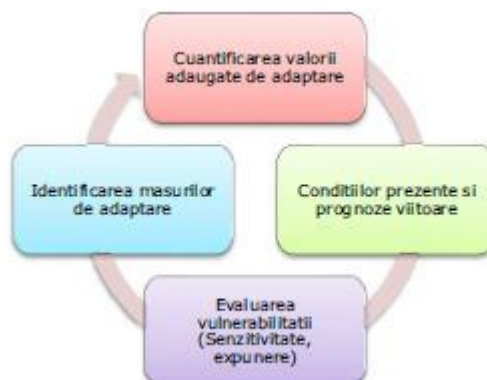 Cuantificarea valorii
adaugate de adaptare
Identificarea masurilor
de adaptare
Conditiilor prezente si
prognoze viitoare
Evaluarea
vulnerabilitatii
(Senzitivitate,
expunere)